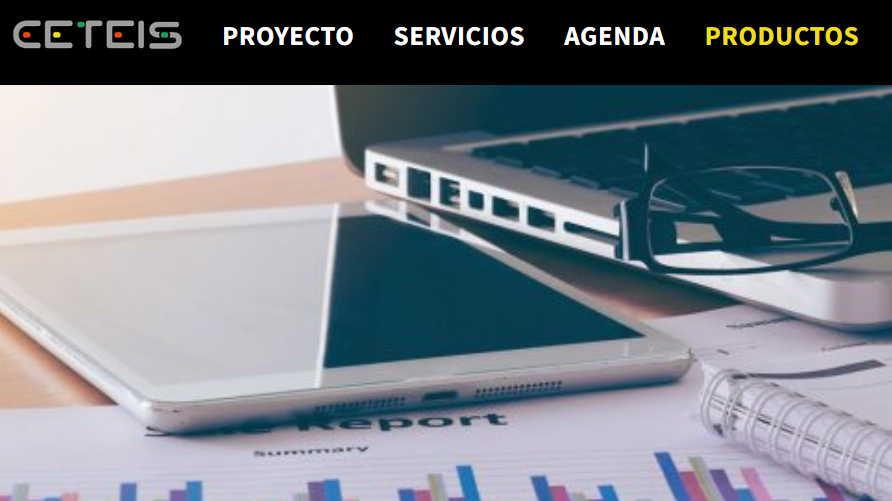 CETEIS PROYECTO SERVICIOS AGENDA PRODUCTOS
Report
Summary